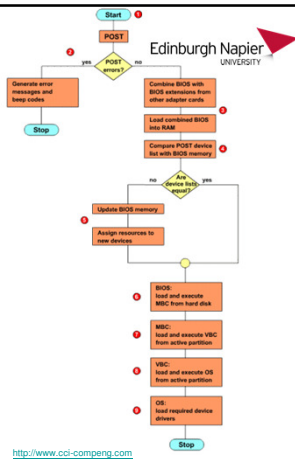 Start
1
POST
Edinburgh Napier
UNIVERSITY
2
yes
POST
errors?
no
Generate error
messages and
beep codes
Stop
Combine BIOS with
BIOS extensions from
other adapter cards
3
Load combined BIOS
into RAM
Compare POST device
list with BIOS memory
4
no
Are
device lists
equal?
yes
Update BIOS memory
5
Assign resources to
new devices
6
BIOS:
load and execute
MBC from hard disk
7
MBC:
load and execute VBC
from active partition
8
VBC:
load and execute OS
from active partition
9
OS:
load required device
drivers
Stop
http://www.cci-compeng.com